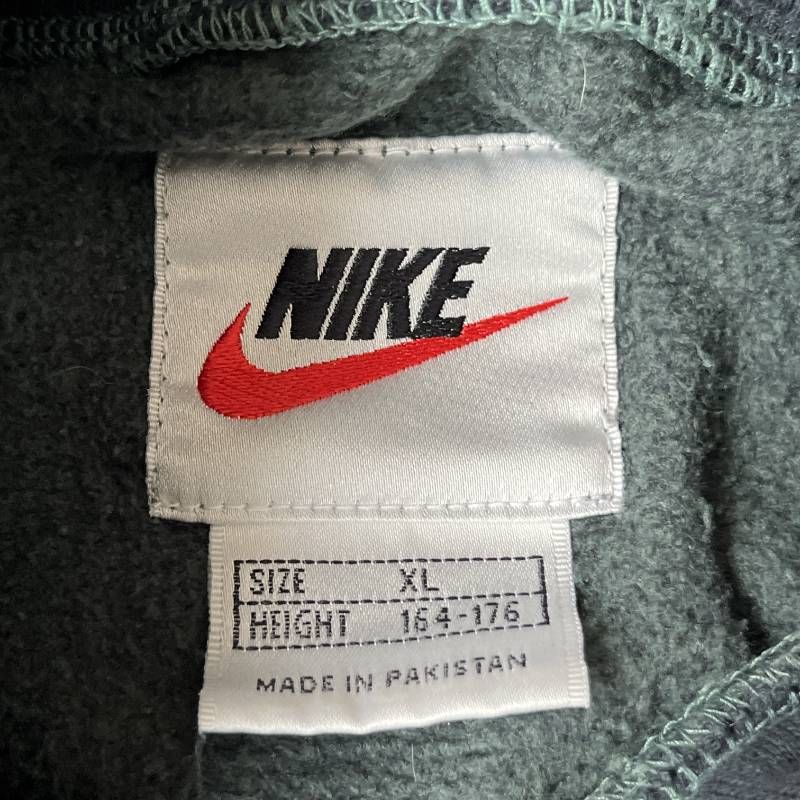 NIKE
SIZE XL
HEIGHT 164-176
MADE IN PAKISTAN